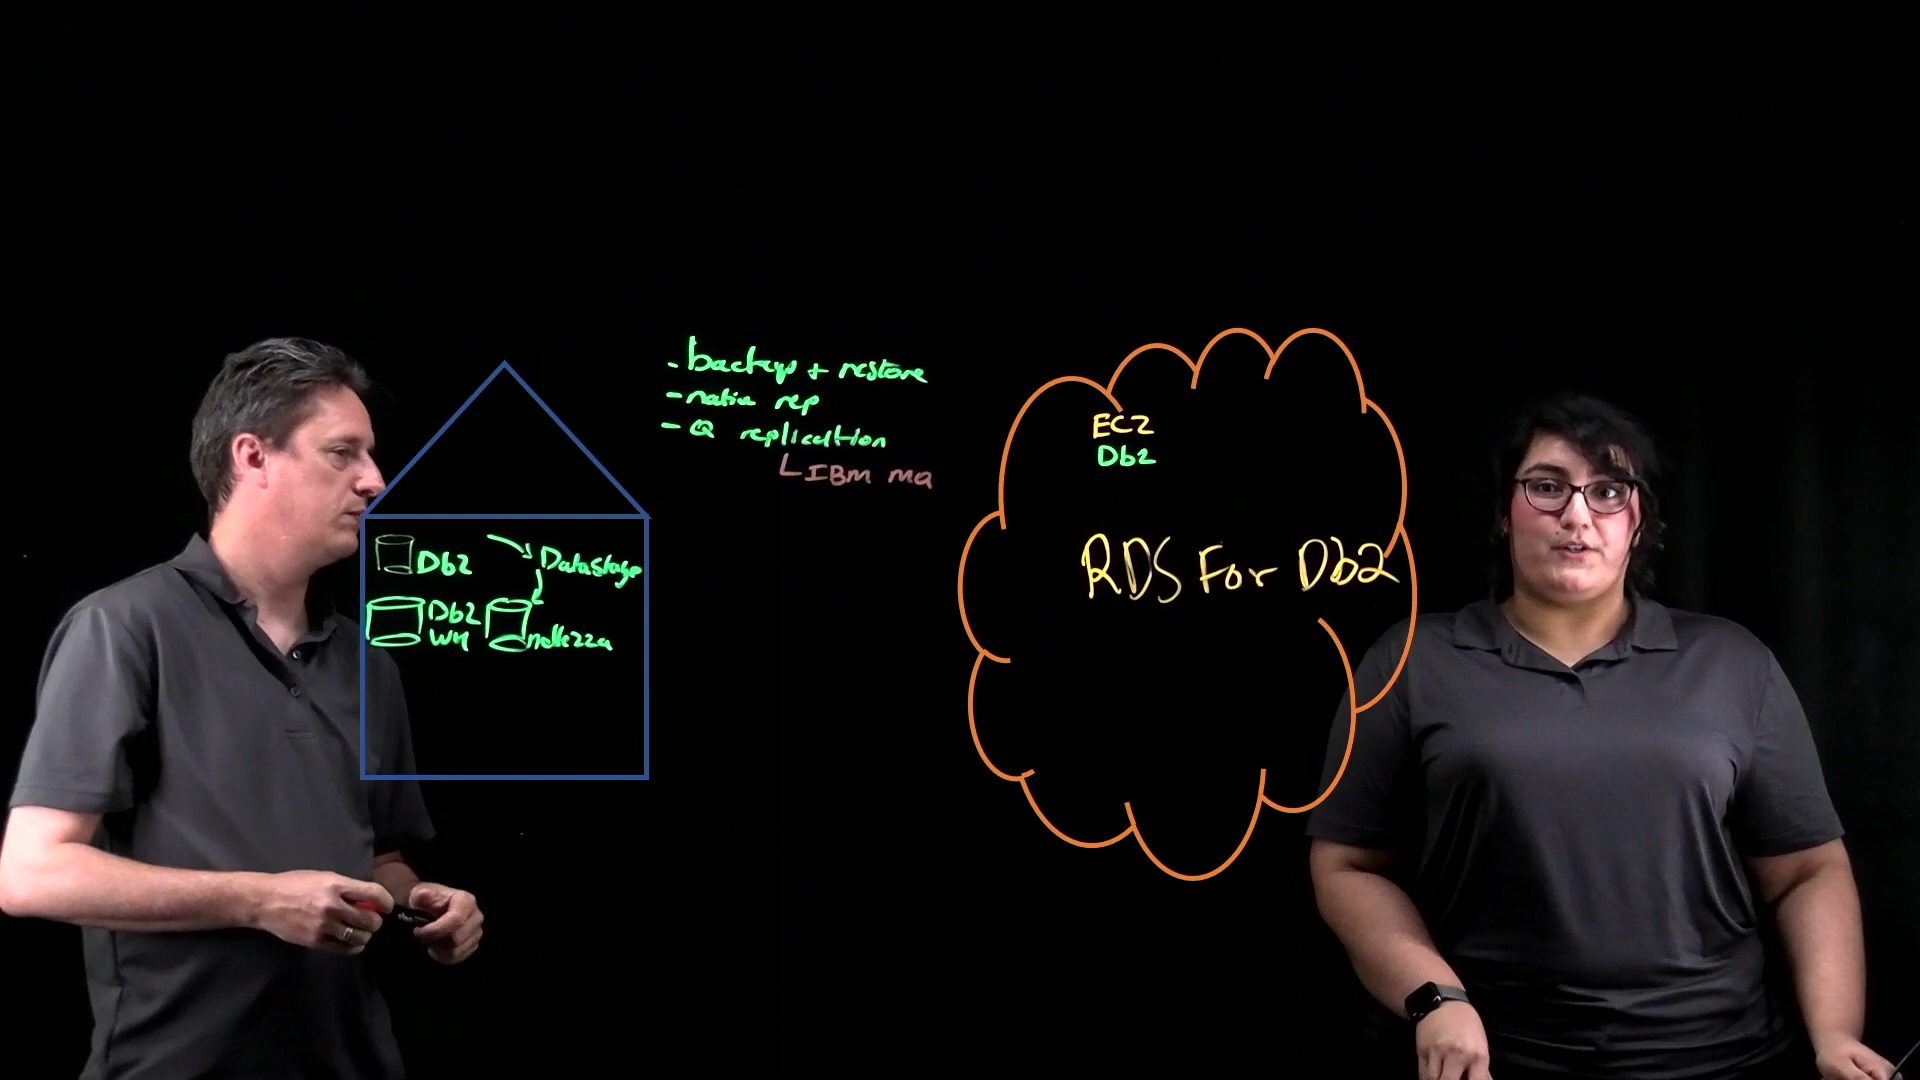 - backup + restore
- native rep
- Q replication
IBM MQ
EC2
Db2
RDS For Db2
Db2
Datastage
Db2
WH
netezza